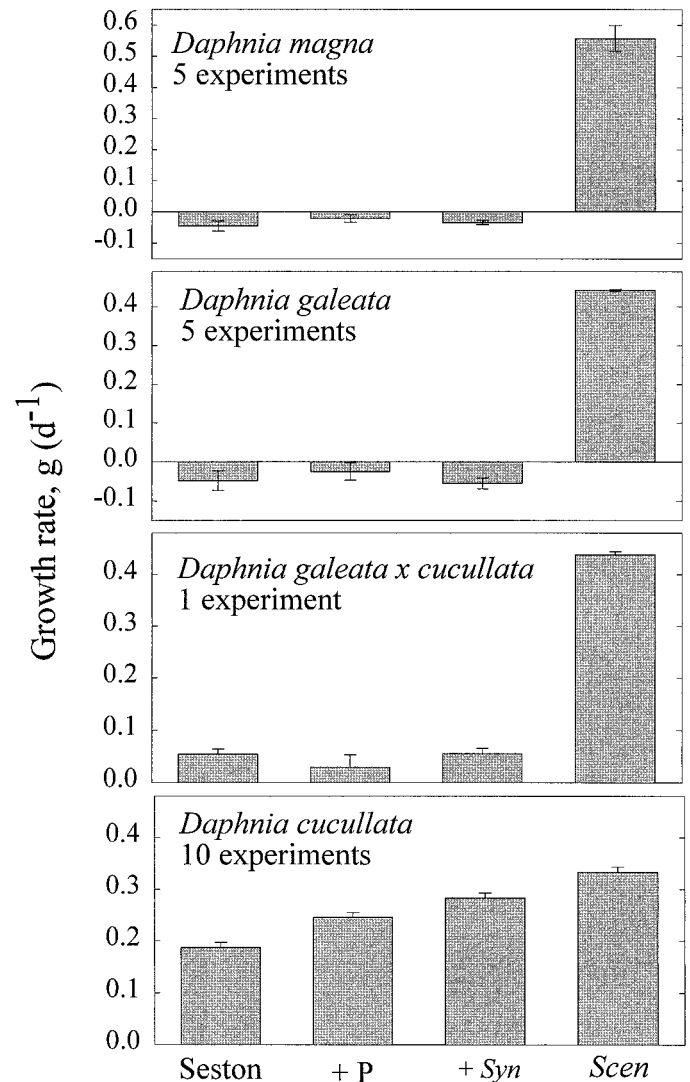 Growth rate, g (d-1)
0.6
0.5
0.4
0.3
0.2
0.1
0.0
-0.1
Daphnia magna
5 experiments
0.4
0.3
0.2
0.1
0.0
-0.1
Daphnia galeata
5 experiments
0.4
0.3
0.2
0.1
0.0
Daphnia galeata x cucullata
1 experiment
0.4
0.3
0.2
0.1
0.0
Daphnia cucullata
10 experiments
Seston + P + Syn Scen